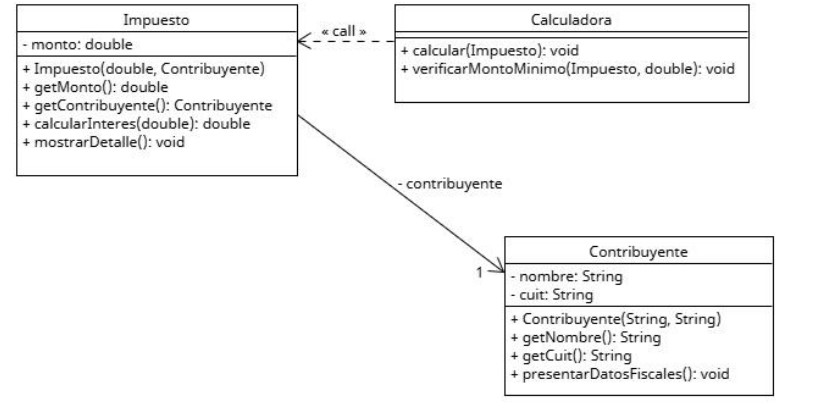 Impuesto
- monto: double
+ Impuesto(double, Contribuyente)
+ getMonto(): double
+ getContribuyente(): Contribuyente
+ calcularInteres(double): double
+ mostrarDetalle(): void
« call »
Calculadora
+ calcular(Impuesto): void
+ verificarMontoMinimo(Impuesto, double): void
- contribuyente
1
Contribuyente
- nombre: String
- cuit: String
+ Contribuyente(String, String)
+ getNombre(): String
+ getCuit(): String
+ presentarDatosFiscales(): void